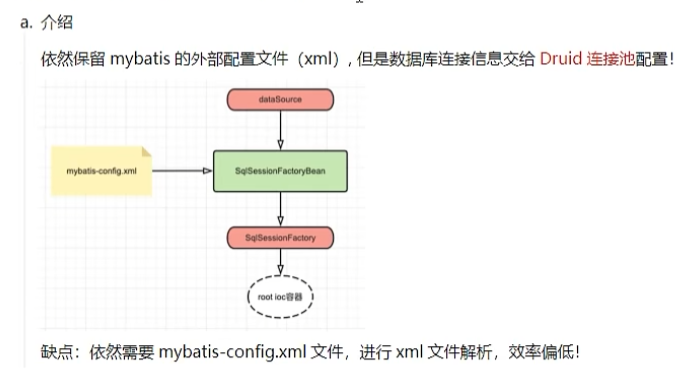 a. 介绍
依然保留 mybatis 的外部配置文件（xml）, 但是数据库连接信息交给 Druid 连接池配置！
dataSource
mybatis-config.xml
SqlSessionFactoryBean
SqlSessionFactory
root ioc容器
缺点：依然需要 mybatis-config.xml 文件，进行 xml 文件解析，效率偏低！